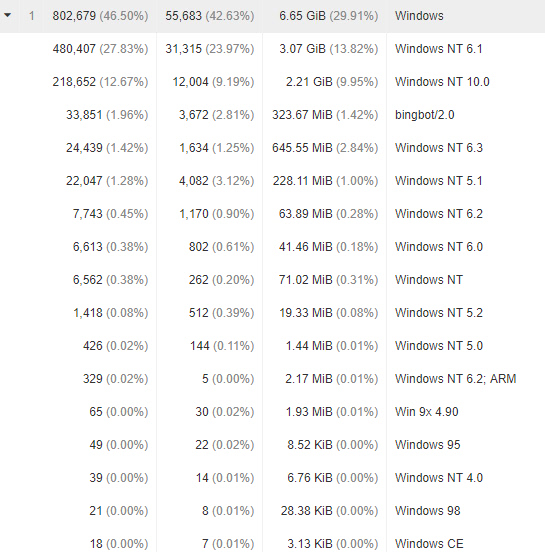 1 802,679 (46.50%) 55,683 (42.63%) 6.65 GiB (29.91%) Windows
480,407 (27.83%) 31,315 (23.97%) 3.07 GiB (13.82%) Windows NT 6.1
218,652 (12.67%) 12,004 (9.19%) 2.21 GiB (9.95%) Windows NT 10.0
33,851 (1.96%) 3,672 (2.81%) 323.67 MiB (1.42%) bingbot/2.0
24,439 (1.42%) 1,634 (1.25%) 645.55 MiB (2.84%) Windows NT 6.3
22,047 (1.28%) 4,082 (3.12%) 228.11 MiB (1.00%) Windows NT 5.1
7,743 (0.45%) 1,170 (0.90%) 63.89 MiB (0.28%) Windows NT 6.2
6,613 (0.38%) 802 (0.61%) 41.46 MiB (0.18%) Windows NT 6.0
6,562 (0.38%) 262 (0.20%) 71.02 MiB (0.31%) Windows NT
1,418 (0.08%) 512 (0.39%) 19.33 MiB (0.08%) Windows NT 5.2
426 (0.02%) 144 (0.11%) 1.44 MiB (0.01%) Windows NT 5.0
329 (0.02%) 5 (0.00%) 2.17 MiB (0.01%) Windows NT 6.2; ARM
65 (0.00%) 30 (0.02%) 1.93 MiB (0.01%) Win 9x 4.90
49 (0.00%) 22 (0.02%) 8.52 KiB (0.00%) Windows 95
39 (0.00%) 14 (0.01%) 6.76 KiB (0.00%) Windows NT 4.0
21 (0.00%) 8 (0.01%) 28.38 KiB (0.00%) Windows 98
18 (0.00%) 7 (0.01%) 3.13 KiB (0.00%) Windows CE